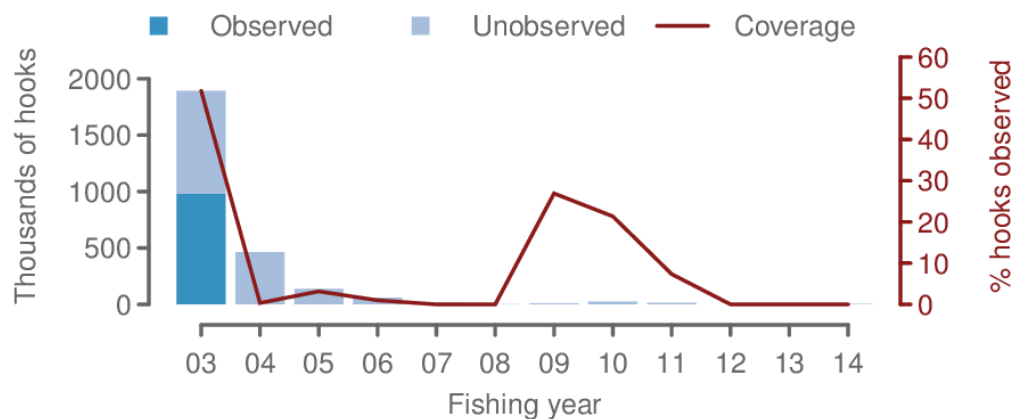 Observed Unobserved Coverage
Thousands of hooks
2000
1500
1000
500
0
60
50
40
30
20
10
0
% hooks observed
03 04 05 06 07 08 09 10 11 12 13 14
Fishing year